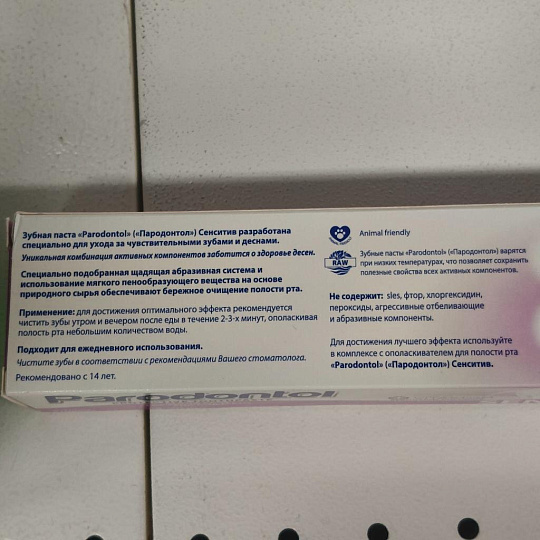 Зубная паста «Parodontol» («Пародонтол») Сенситив разработана
специально для ухода за чувствительными зубами и деснами.
Уникальная комбинация активных компонентов заботится о здоровье десен.
Специально подобранная щадящая абразивная система и
использование мягкого пенообразующего вещества на основе
природного сырья обеспечивают бережное очищение полости рта.
Применение: для достижения оптимального эффекта рекомендуется
чистить зубы утром и вечером после еды в течение 2-3-х минут, ополаскивая
полость рта небольшим количеством воды.
Подходит для ежедневного использования.
Чистите зубы в соответствии с рекомендациями Вашего стоматолога.
Рекомендовано с 14 лет.
Animal friendly
RAW
Зубные пасты «Parodontol» («Пародонтол») варятся
при низких температурах, что позволяет сохранить
полезные свойства всех активных компонентов.
Не содержит: sles, фтор, хлоргексидин,
пероксиды, агрессивные отбеливающие
и абразивные компоненты.
Для достижения лучшего эффекта используйте
в комплексе с ополаскивателем для полости рта
«Parodontol» («Пародонтол») Сенситив.
Parodontol